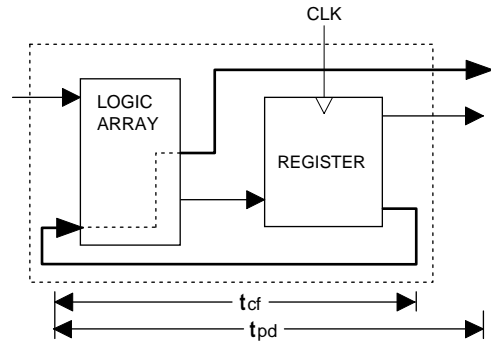 CLK
LOGIC
ARRAY
REGISTER
tcf
tpd